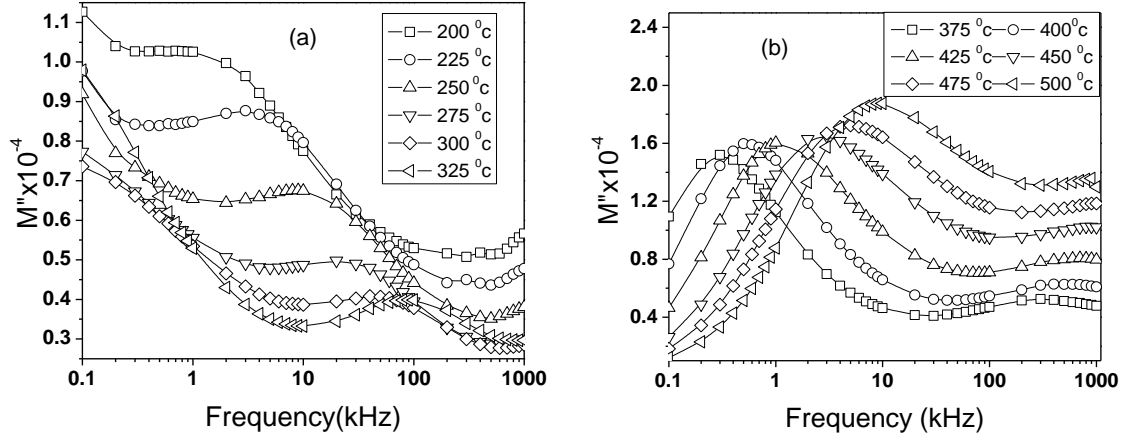 (a)
200 ⁰c
225 ⁰c
250 ⁰c
275 ⁰c
300 ⁰c
325 ⁰c
1.1
1.0
0.9
0.8
0.7
0.6
0.5
0.4
0.3
M"x10⁻⁴
0.1
1
10
100
1000
Frequency(kHz)
(b)
375 ⁰c 400 ⁰c
425 ⁰c 450 ⁰c
475 ⁰c 500 ⁰c
2.4
2.0
1.6
1.2
0.8
0.4
M"x10⁻⁴
0.1
1
10
100
1000
Frequency (kHz)